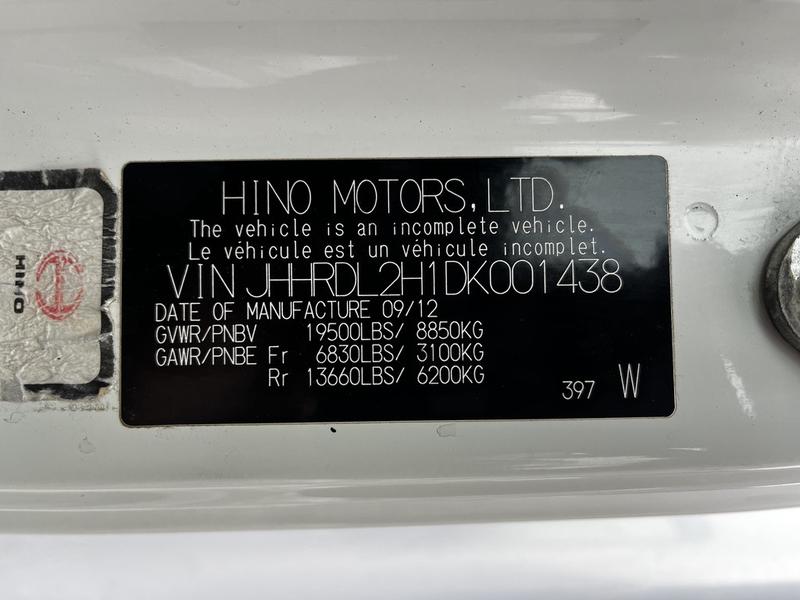 HINO MOTORS, LTD.
The vehicle is an incomplete vehicle.
Le véhicule est un véhicule incomplet.
VIN JHHRDL2H1DK001438
DATE OF MANUFACTURE 09/12
GVWR/PNBV 19500LBS/ 8850KG
GAWR/PNBE Fr 6830LBS/ 3100KG
Rr 13660LBS/ 6200KG
397 W
HINO